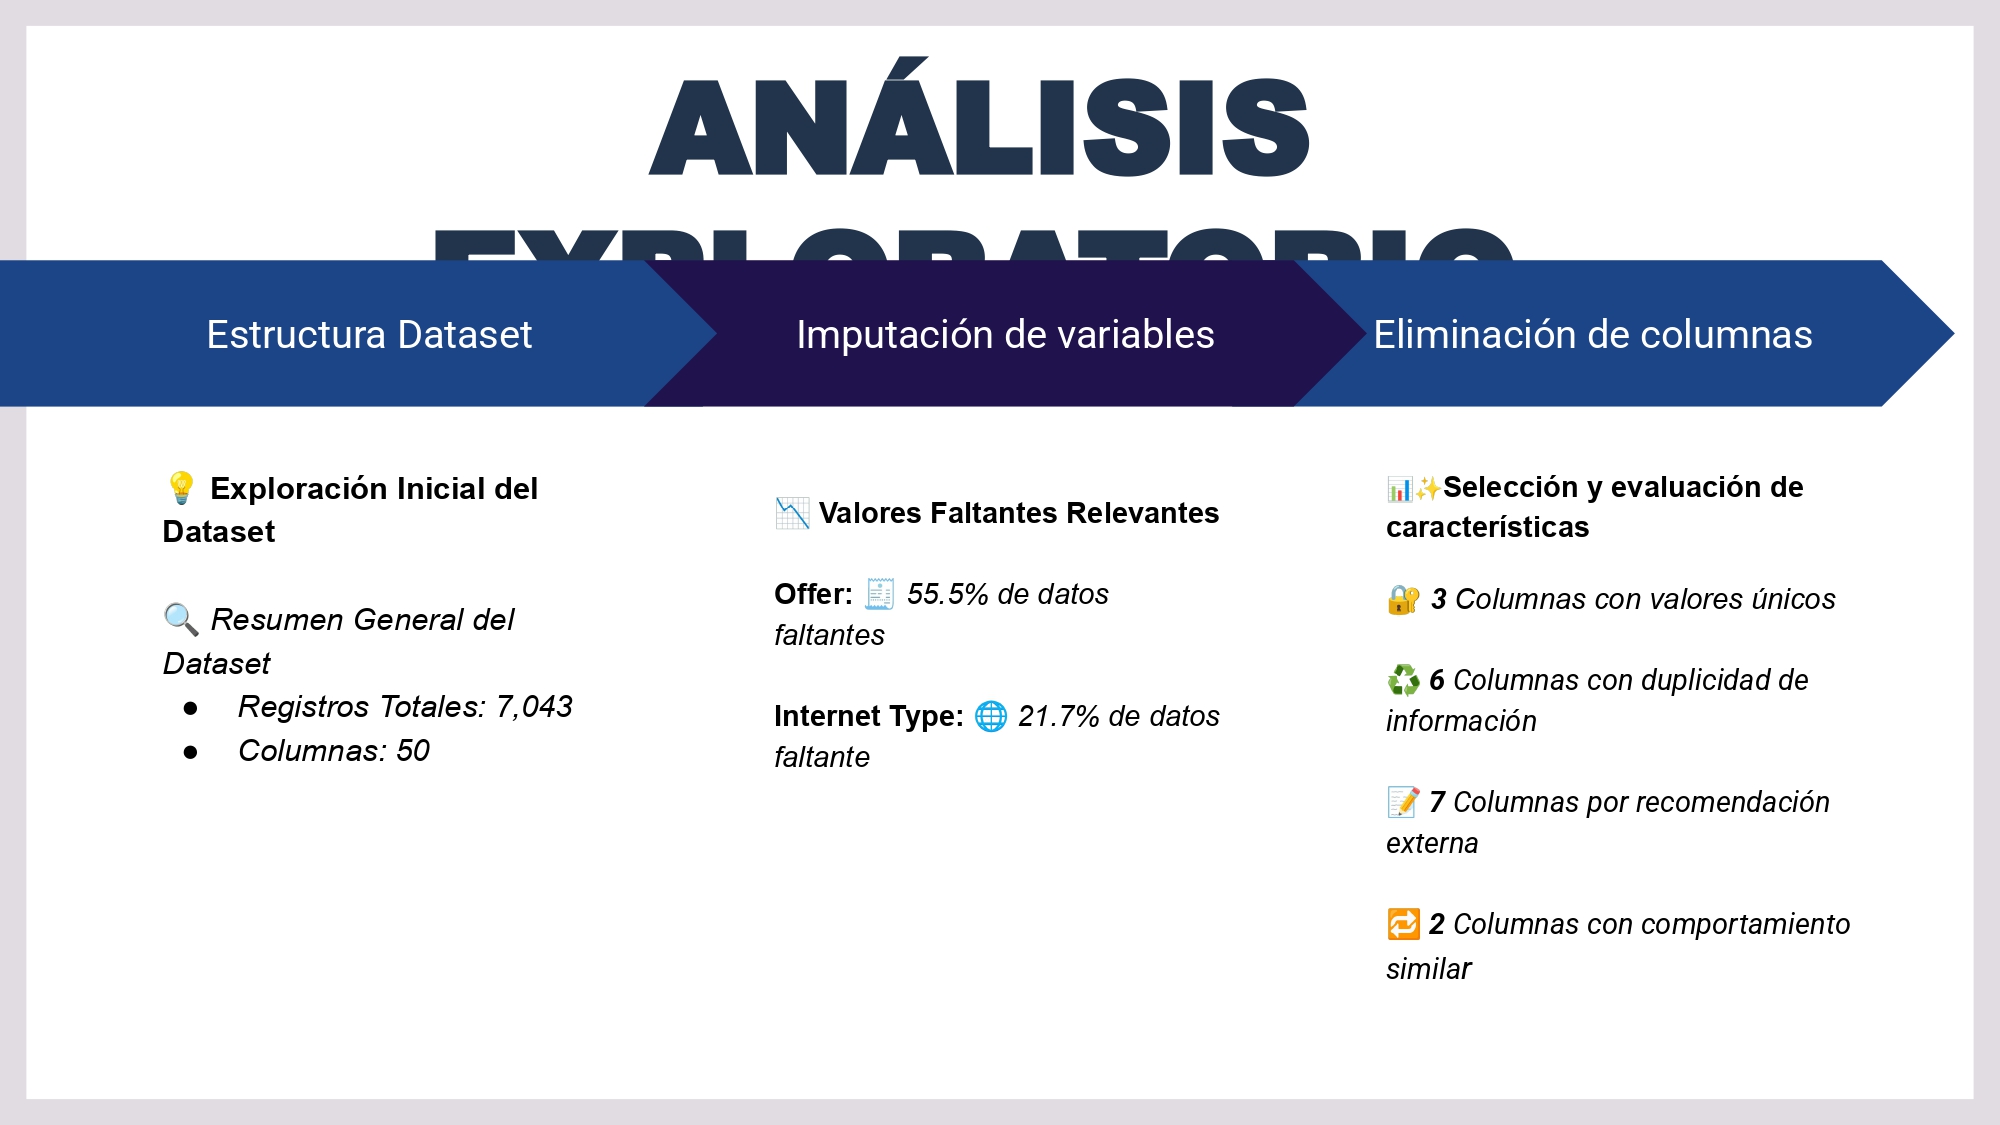 ANÁLISIS
EXPLORATORIO
Estructura Dataset
Imputación de variables
Eliminación de columnas
💡 Exploración Inicial del
Dataset
🔍 Resumen General del
Dataset
● Registros Totales: 7,043
● Columnas: 50
📉 Valores Faltantes Relevantes
Offer: 🧾 55.5% de datos
faltantes
Internet Type: 🌐 21.7% de datos
faltante
📊✨Selección y evaluación de
características
🔐 3 Columnas con valores únicos
♻️ 6 Columnas con duplicidad de
información
📝 7 Columnas por recomendación
externa
🔁 2 Columnas con comportamiento
similar